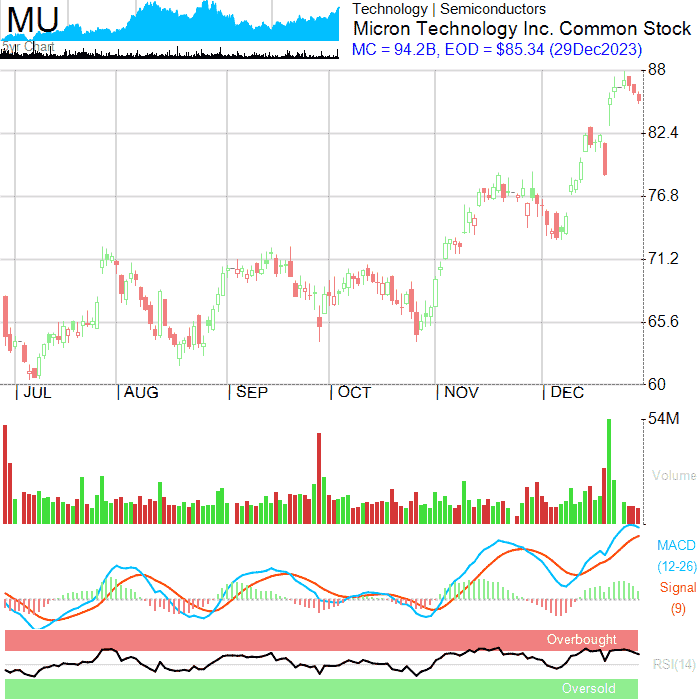 MU
5yr Chart
Technology | Semiconductors
Micron Technology Inc. Common Stock
MC = 94.2B, EOD = $85.34 (29Dec2023)
88
82.4
76.8
71.2
65.6
60
JUL AUG SEP OCT NOV DEC
54M
Volume
MACD
(12-26)
Signal
(9)
Overbought
RSI(14)
Oversold